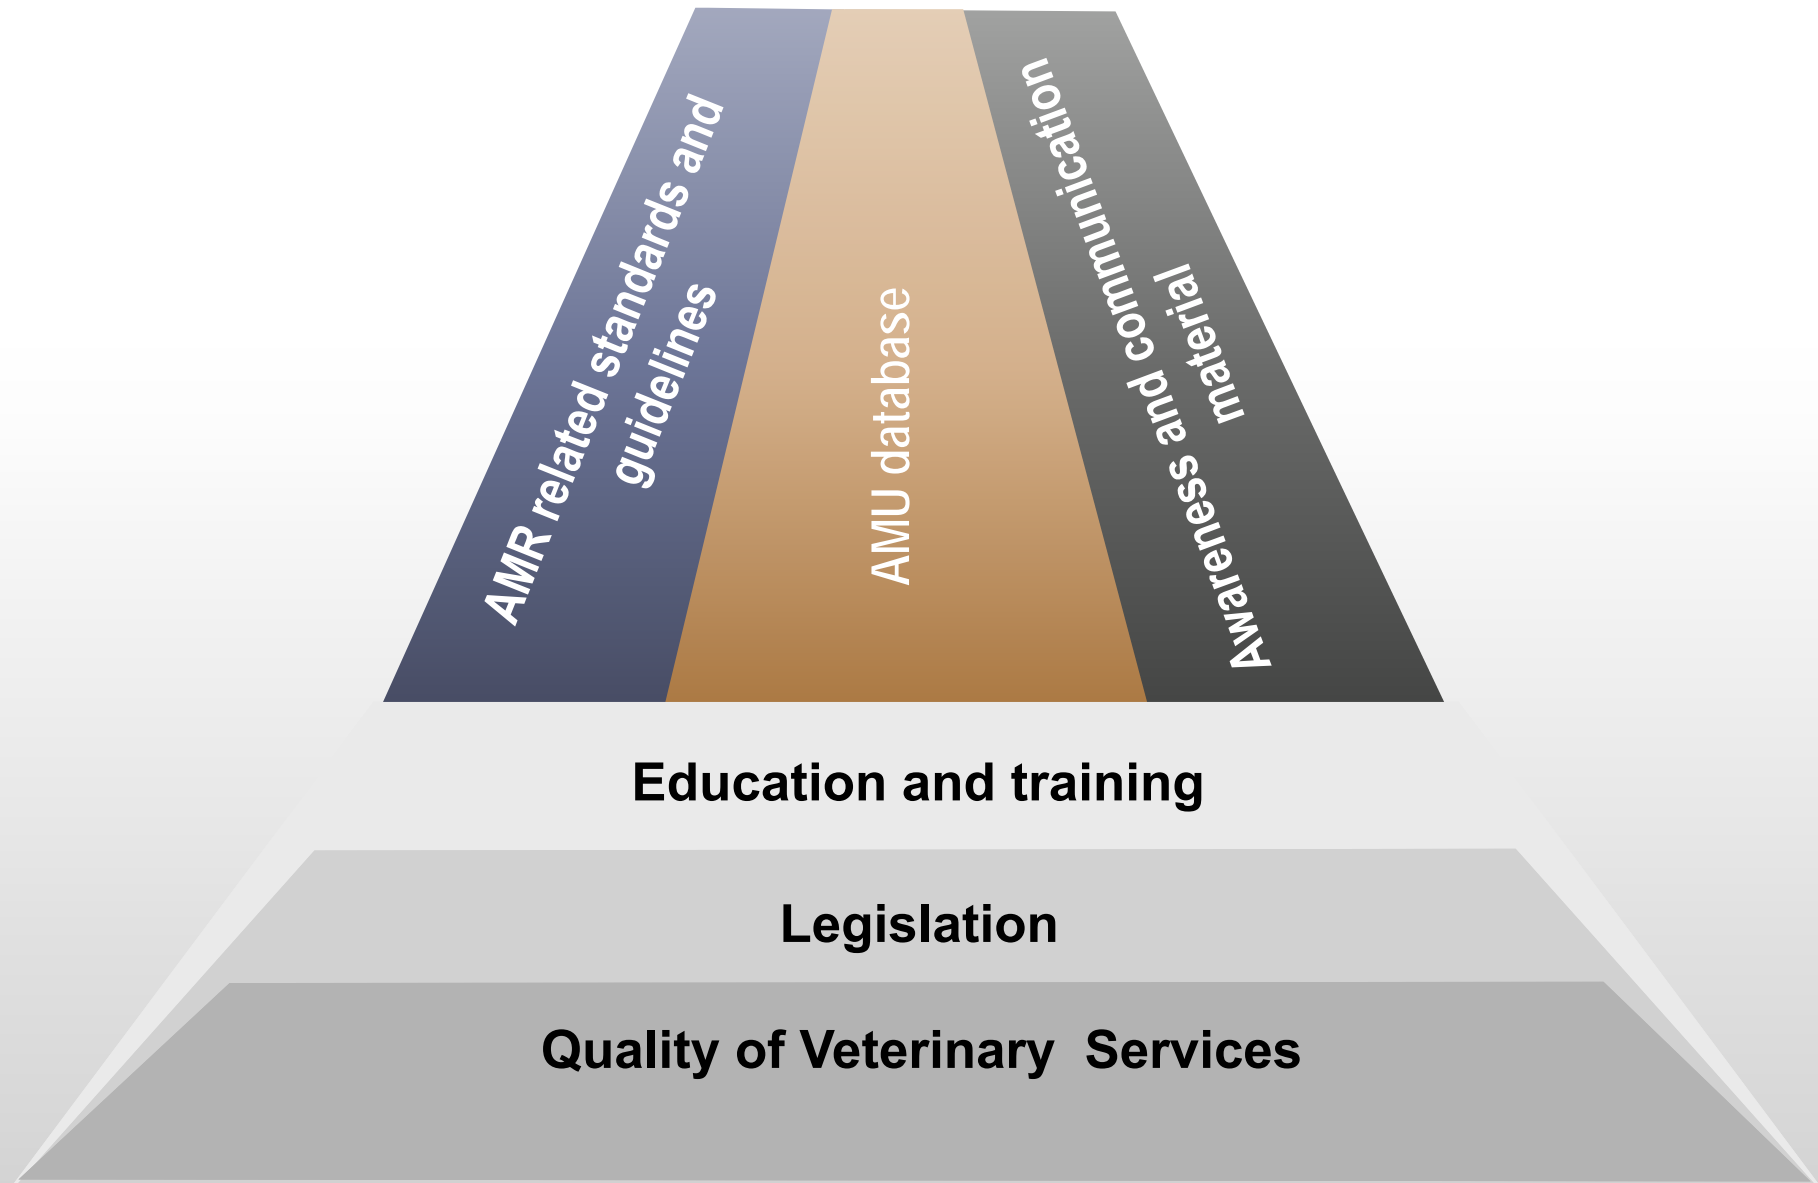 AMR related standards and
guidelines
AMU database
Awareness and communication
material
Education and training
Legislation
Quality of Veterinary  Services